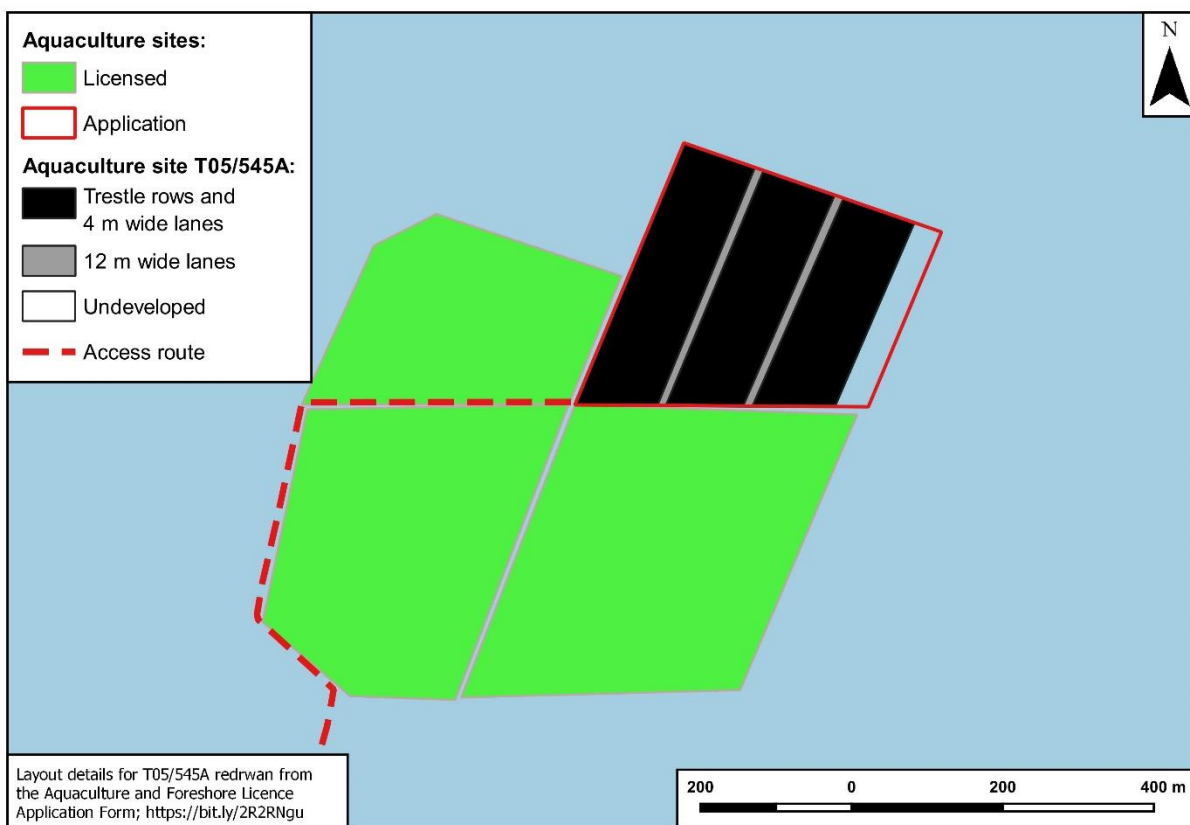 Aquaculture sites:
Licensed
Application
Aquaculture site T05/545A:
Trestle rows and
4 m wide lanes
12 m wide lanes
Undeveloped
Access route
N
Layout details for T05/545A redrwan from
the Aquaculture and Foreshore Licence
Application Form; https://bit.ly/2R2RNgu
200 0 200 400 m